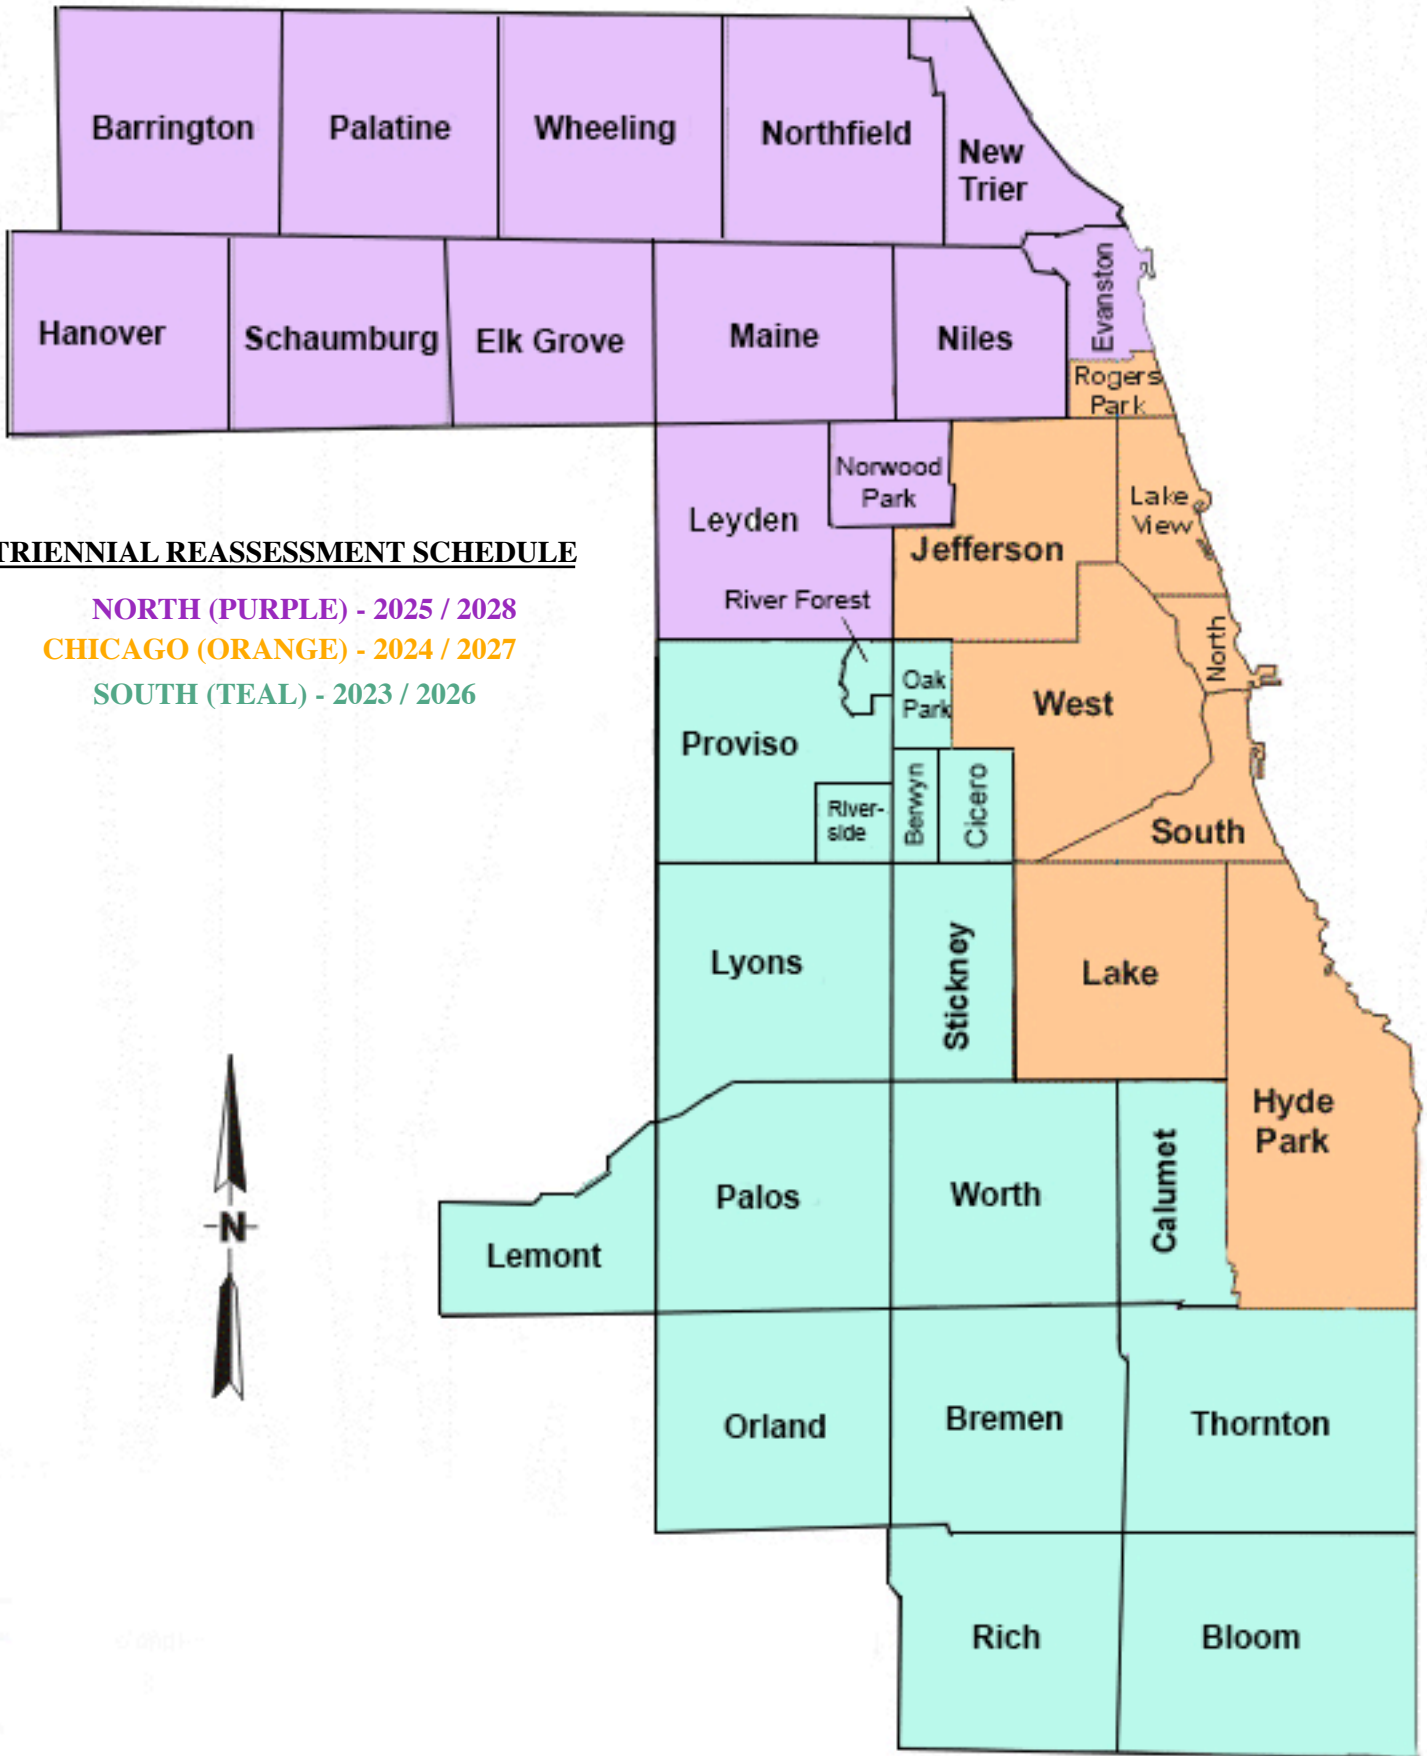 Barrington
Palatine
Wheeling
Northfield
New
Trier
Hanover
Schaumburg
Elk Grove
Maine
Niles
Evanston
Rogers
Park
Leyden
Norwood
Park
Jefferson
Lake
View
TRIENNIAL REASSESSMENT SCHEDULE
NORTH (PURPLE) - 2025 / 2028
CHICAGO (ORANGE) - 2024 / 2027
SOUTH (TEAL) - 2023 / 2026
River Forest
North
Proviso
Oak
Park
West
River-
side
Berwyn
Cicero
South
Lyons
Stickney
Lake
Hyde
Park
N
Lemont
Palos
Worth
Calumet
Orland
Bremen
Thornton
Rich
Bloom